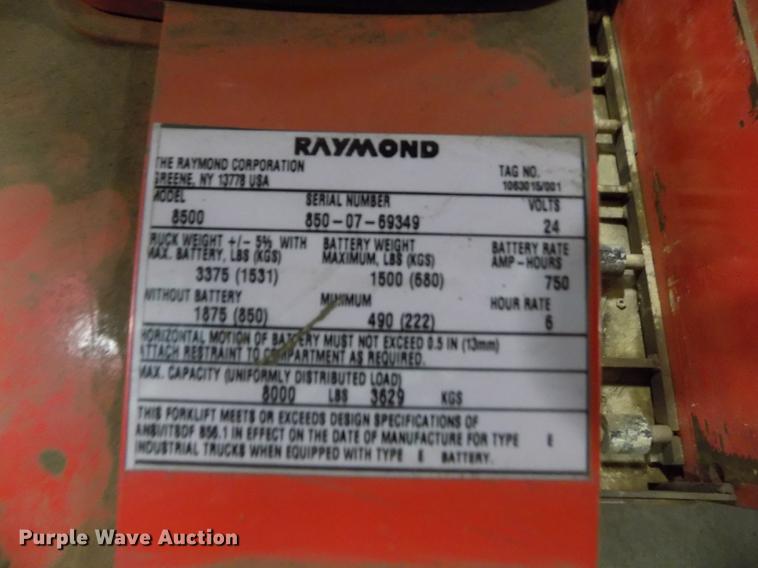 RAYMOND
THE RAYMOND CORPORATION
GREENE, NY 13778 USA
TAG NO.
1063015/001
MODEL SERIAL NUMBER VOLTS
8500 850-07-69349 24
TRUCK WEIGHT +/- 5% WITH BATTERY WEIGHT BATTERY RATE
MAX. BATTERY, LBS (KGS) MAXIMUM, LBS (KGS) AMP-HOURS
3375 (1531) 1500 (680) 750
WITHOUT BATTERY MINIMUM HOUR RATE
1875 (850) 490 (222) 6
HORIZONTAL MOTION OF BATTERY MUST NOT EXCEED 0.5 IN (13mm)
ATTACH RESTRAINT TO COMPARTMENT AS REQUIRED.
MAX. CAPACITY (UNIFORMLY DISTRIBUTED LOAD)
8000 LBS 3629 KGS
THIS FORKLIFT MEETS OR EXCEEDS DESIGN SPECIFICATIONS OF
ANSI/ITSDF B56.1 IN EFFECT ON THE DATE OF MANUFACTURE FOR TYPE E
INDUSTRIAL TRUCKS WHEN EQUIPPED WITH TYPE E BATTERY.
Purple Wave Auction